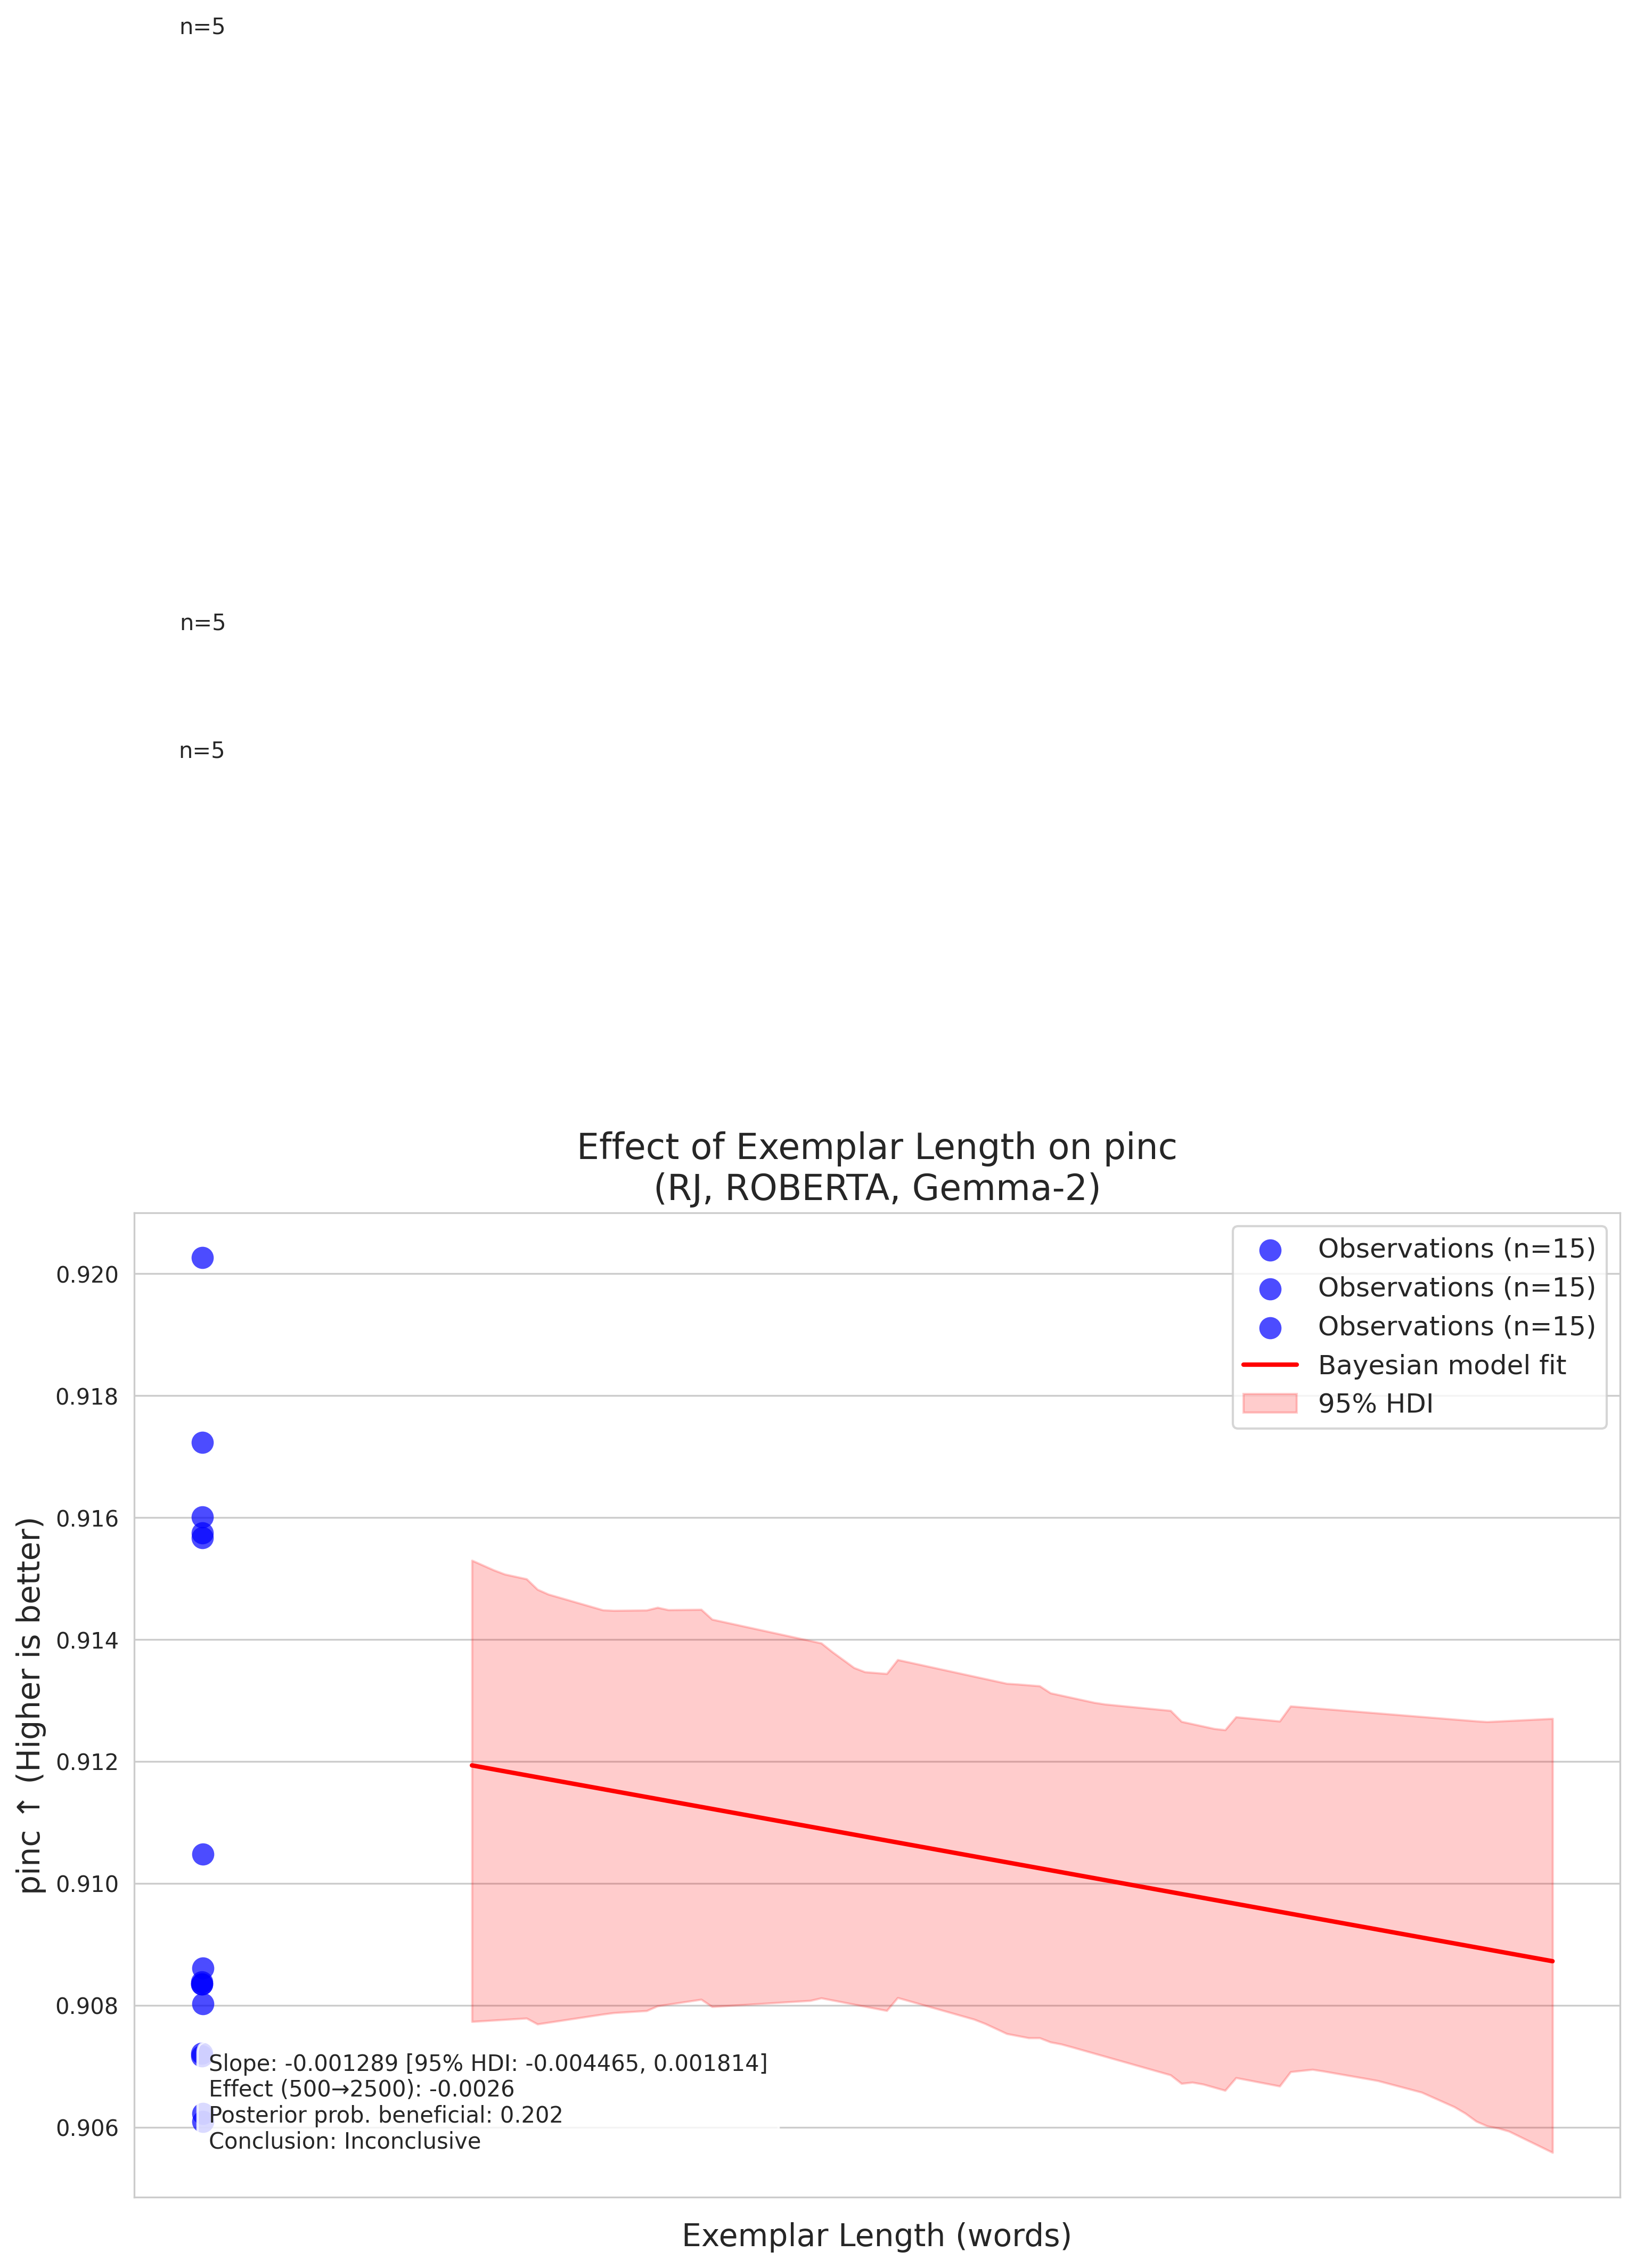 n=5
n=5
n=5
Effect of Exemplar Length on pinc
(RJ, ROBERTA, Gemma-2)
Observations (n=15)
Observations (n=15)
Observations (n=15)
Bayesian model fit
95% HDI
0.920
0.918
0.916
0.914
0.912
0.910
0.908
0.906
pinc ↑ (Higher is better)
Slope: -0.001289 [95% HDI: -0.004465, 0.001814]
Effect (500→2500): -0.0026
Posterior prob. beneficial: 0.202
Conclusion: Inconclusive
Exemplar Length (words)